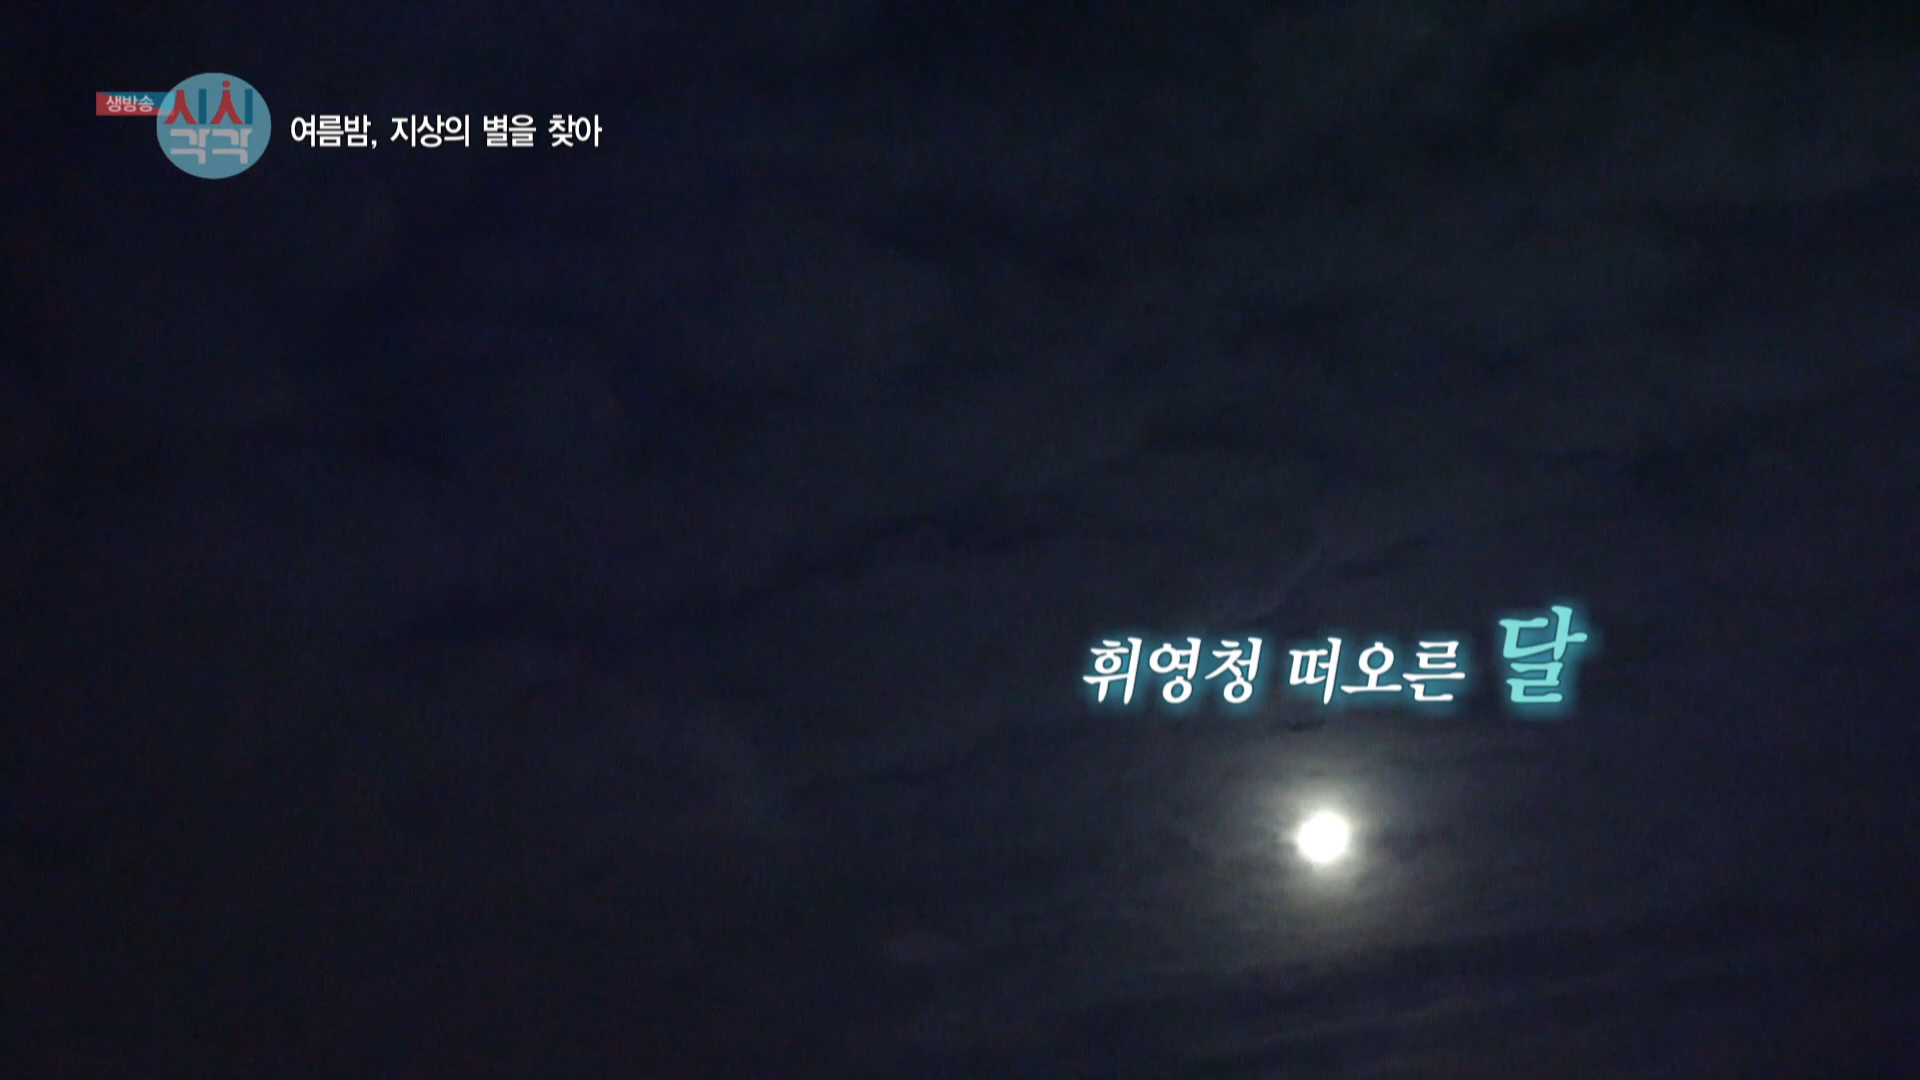 생방송
시시
각각
여름밤, 지상의 별을 찾아
휘영청 떠오른 달